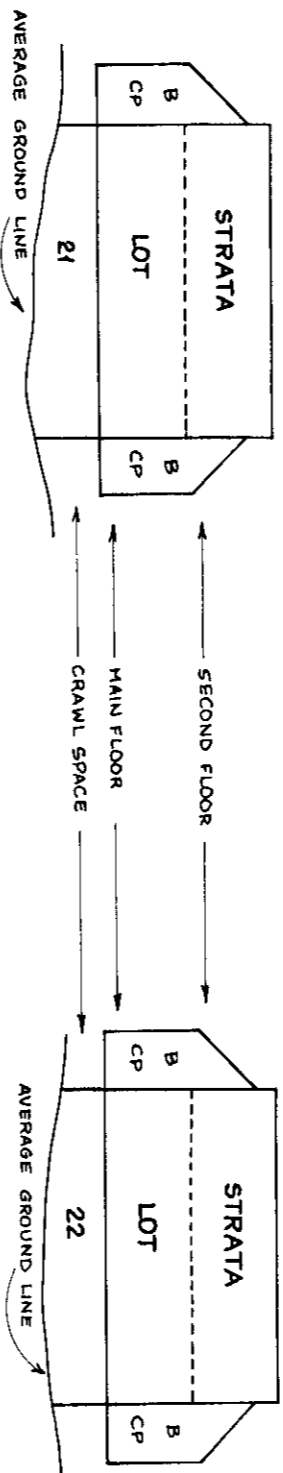 STRATA
LOT
21
B
CP
B
CP
AVERAGE GROUND LINE
SECOND FLOOR
MAIN FLOOR
CRAWL SPACE
STRATA
LOT
22
B
CP
B
CP
AVERAGE GROUND LINE